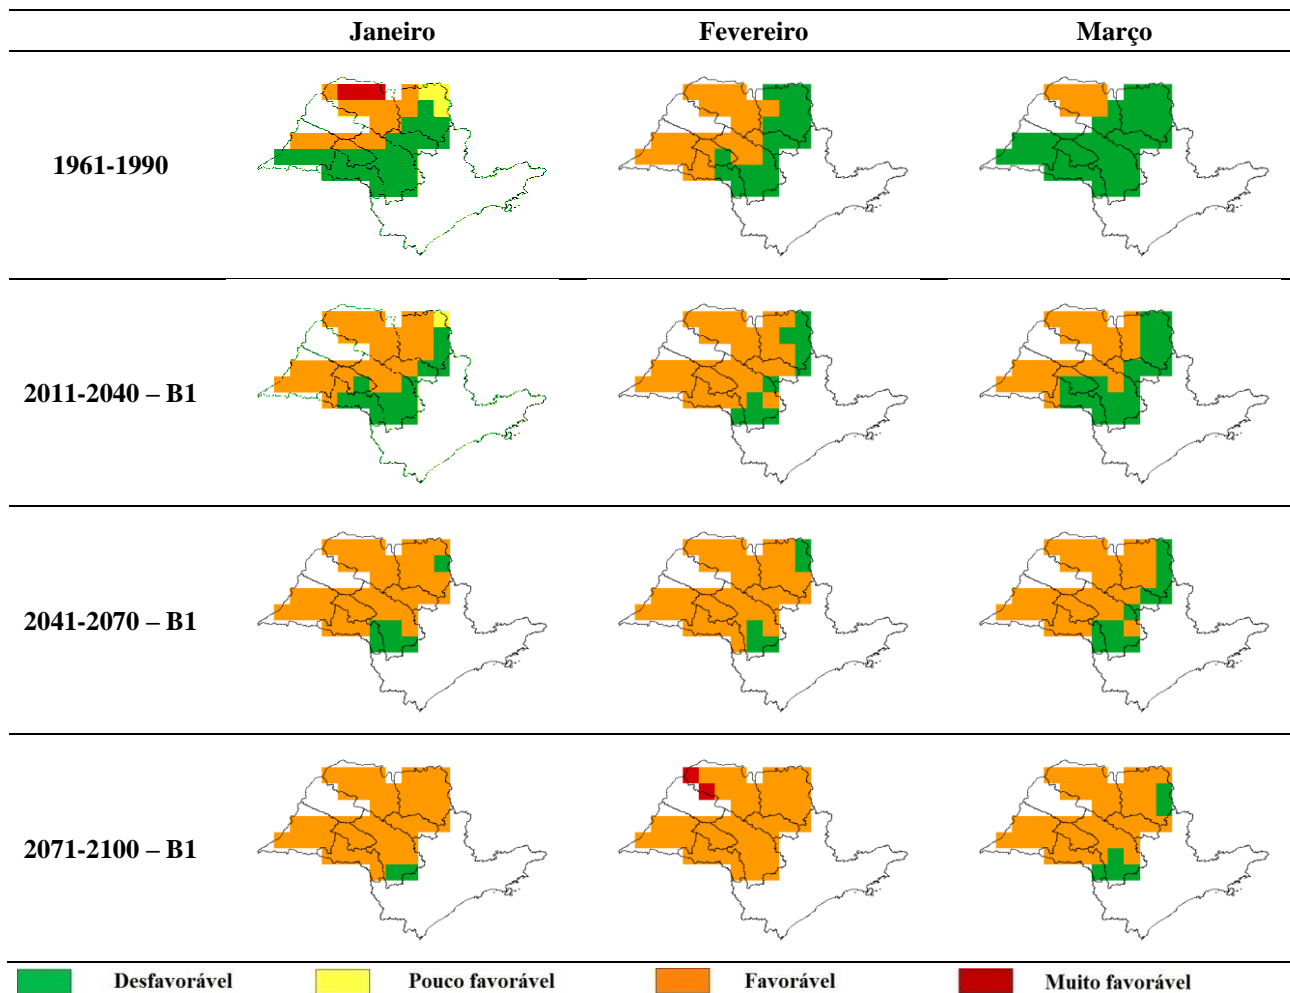 Janeiro Fevereiro Março
1961-1990
2011-2040 – B1
2041-2070 – B1
2071-2100 – B1
Desfavorável Pouco favorável Favorável Muito favorável